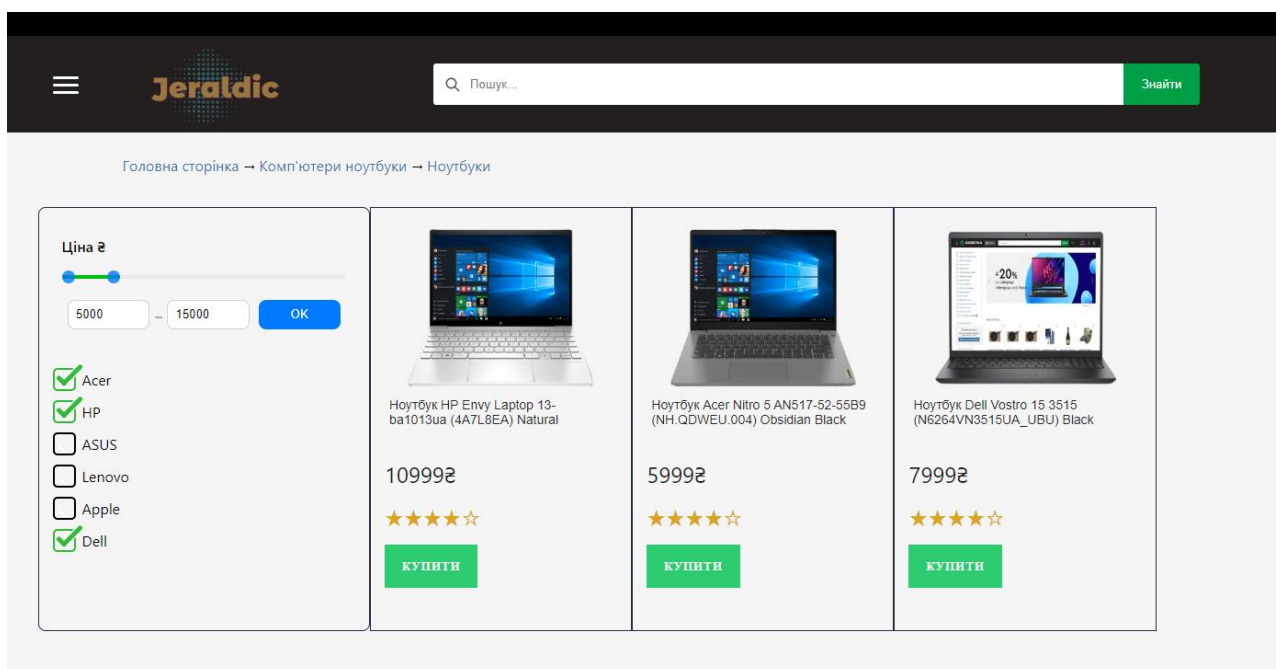 Jeraldic
Пошук...
Знайти
Головна сторінка → Комп'ютери ноутбуки → Ноутбуки
Ціна ₴
5000 – 15000 OK
Acer
HP
ASUS
Lenovo
Apple
Dell
Ноутбук HP Envy Laptop 13-
ba1013ua (4A7L8EA) Natural
10999₴
★★★★☆
КУПИТИ
Ноутбук Acer Nitro 5 AN517-52-55B9
(NH.QDWEU.004) Obsidian Black
5999₴
★★★★☆
КУПИТИ
-20%
Ноутбук Dell Vostro 15 3515
(N6264VN3515UA_UBU) Black
7999₴
★★★★☆
КУПИТИ